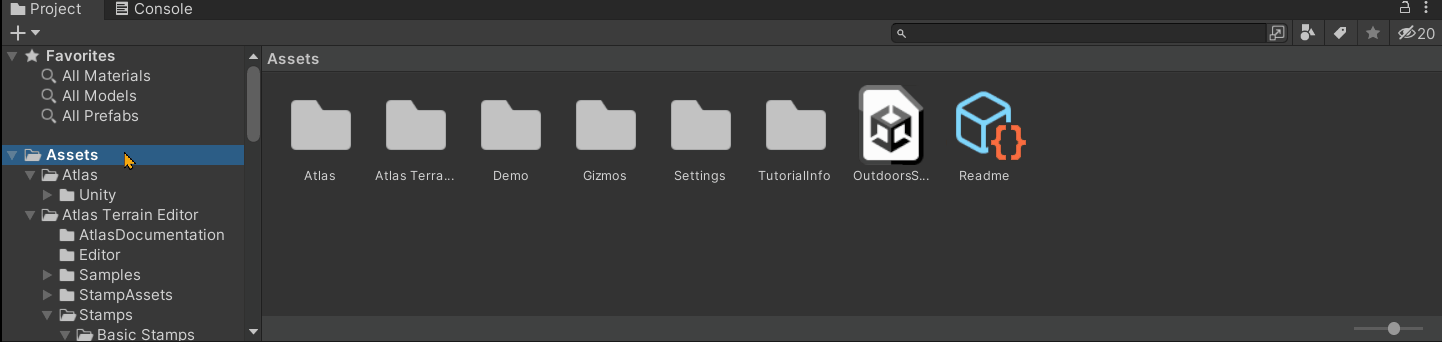 Project Console
20
Favorites
All Materials
All Models
All Prefabs
Assets
Atlas
Unity
Atlas Terrain Editor
AtlasDocumentation
Editor
Samples
StampAssets
Stamps
Basic Stamps
Assets
Atlas Atlas Terra... Demo Gizmos Settings TutorialInfo OutdoorsS... Readme